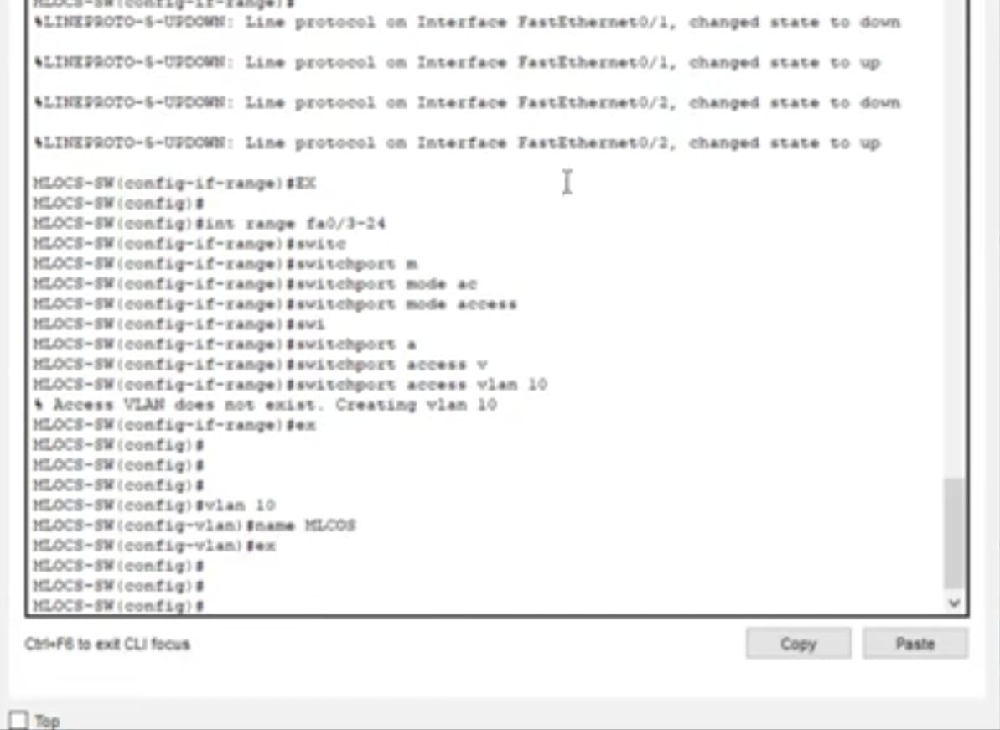 MLOCS-SW(config-if-range)#
%LINEPROTO-5-UPDOWN: Line protocol on Interface FastEthernet0/1, changed state to down
%LINEPROTO-5-UPDOWN: Line protocol on Interface FastEthernet0/1, changed state to up
%LINEPROTO-5-UPDOWN: Line protocol on Interface FastEthernet0/2, changed state to down
%LINEPROTO-5-UPDOWN: Line protocol on Interface FastEthernet0/2, changed state to up
MLOCS-SW(config-if-range)#EX
MLOCS-SW(config)#
MLOCS-SW(config)#int range fa0/3-24
MLOCS-SW(config-if-range)#switc
MLOCS-SW(config-if-range)#switchport m
MLOCS-SW(config-if-range)#switchport mode ac
MLOCS-SW(config-if-range)#switchport mode access
MLOCS-SW(config-if-range)#swi
MLOCS-SW(config-if-range)#switchport a
MLOCS-SW(config-if-range)#switchport access v
MLOCS-SW(config-if-range)#switchport access vlan 10
% Access VLAN does not exist. Creating vlan 10
MLOCS-SW(config-if-range)#ex
MLOCS-SW(config)#
MLOCS-SW(config)#
MLOCS-SW(config)#
MLOCS-SW(config)#vlan 10
MLOCS-SW(config-vlan)#name MLCOS
MLOCS-SW(config-vlan)#ex
MLOCS-SW(config)#
MLOCS-SW(config)#
MLOCS-SW(config)#
Ctrl+F6 to exit CLI focus
Copy
Paste
Top